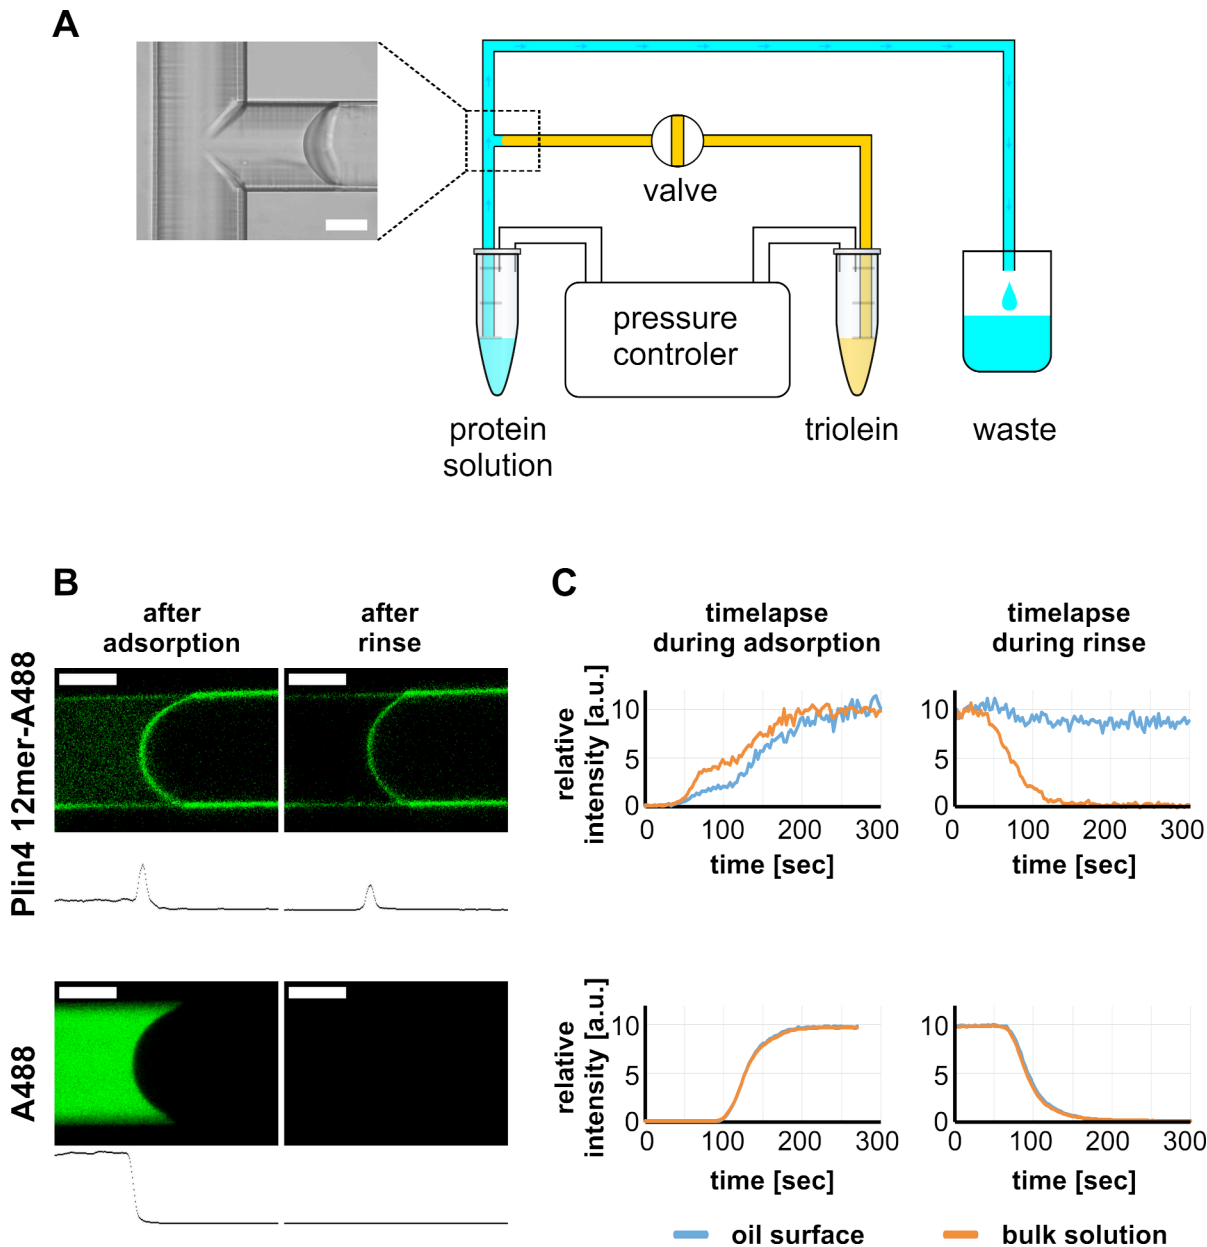 A
valve
pressure
controler
protein
solution
triolein
waste
B
after
adsorption
after
rinse
Plin4 12mer-A488
A488
C
timelapse
during adsorption
timelapse
during rinse
relative
intensity [a.u.]
10
5
0
0
100
200
300
time [sec]
10
5
0
0
100
200
300
time [sec]
relative
intensity [a.u.]
10
5
0
0
100
200
300
time [sec]
10
5
0
0
100
200
300
time [sec]
oil surface
bulk solution